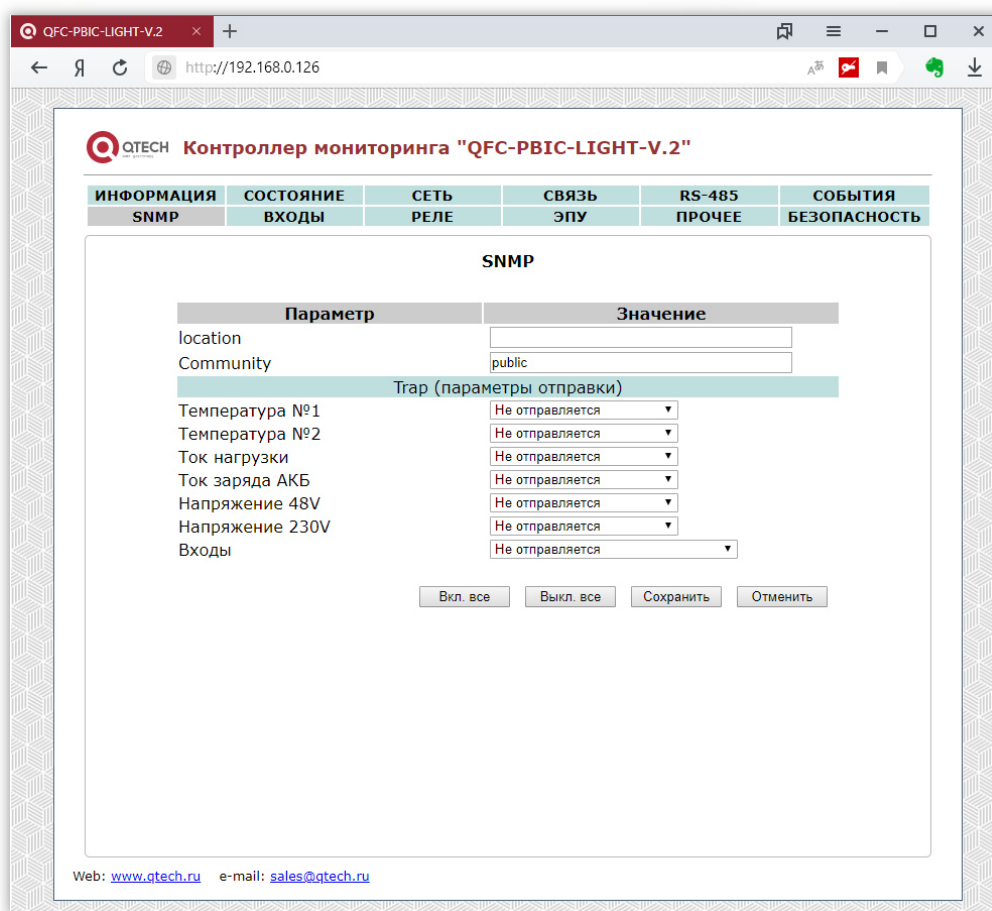 QFC-PBIC-LIGHT-V.2
Я http://192.168.0.126
QTECH Контроллер мониторинга "QFC-PBIC-LIGHT-V.2"
ИНФОРМАЦИЯ СОСТОЯНИЕ СЕТЬ СВЯЗЬ RS-485 СОБЫТИЯ
SNMP ВХОДЫ РЕЛЕ ЭПУ ПРОЧЕЕ БЕЗОПАСНОСТЬ
SNMP
Параметр Значение
location
Community public
Trap (параметры отправки)
Температура №1 Не отправляется
Температура №2 Не отправляется
Ток нагрузки Не отправляется
Ток заряда АКБ Не отправляется
Напряжение 48V Не отправляется
Напряжение 230V Не отправляется
Входы Не отправляется
Вкл. все Выкл. все Сохранить Отменить
Web: www.qtech.ru e-mail: sales@qtech.ru